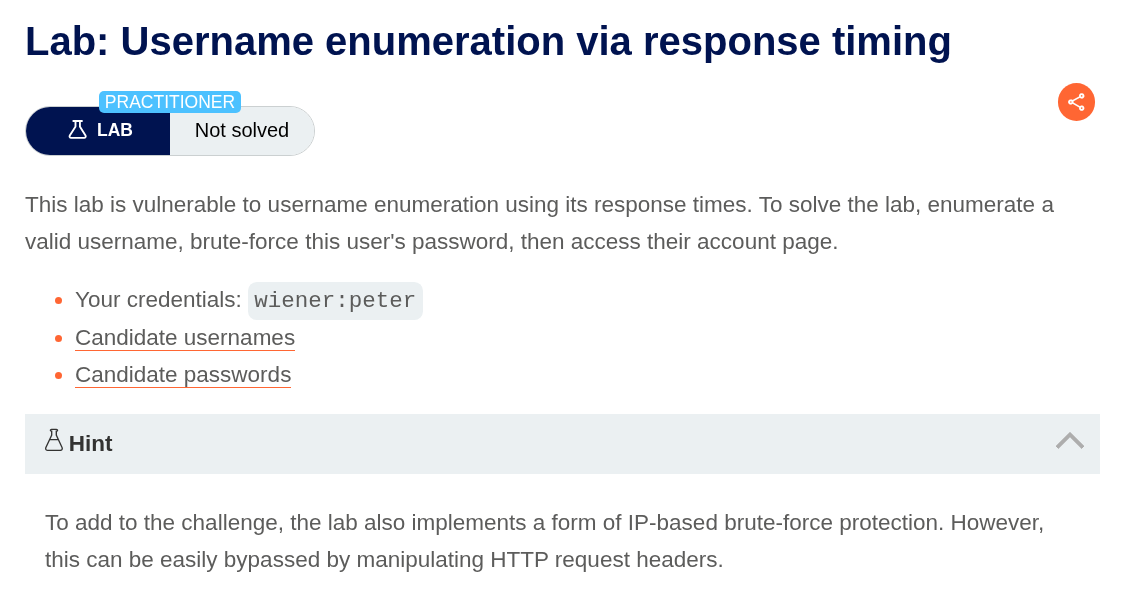 Lab: Username enumeration via response timing
PRACTITIONER
LAB
Not solved
This lab is vulnerable to username enumeration using its response times. To solve the lab, enumerate a
valid username, brute-force this user's password, then access their account page.
Your credentials: wiener:peter
Candidate usernames
Candidate passwords
Hint
To add to the challenge, the lab also implements a form of IP-based brute-force protection. However,
this can be easily bypassed by manipulating HTTP request headers.